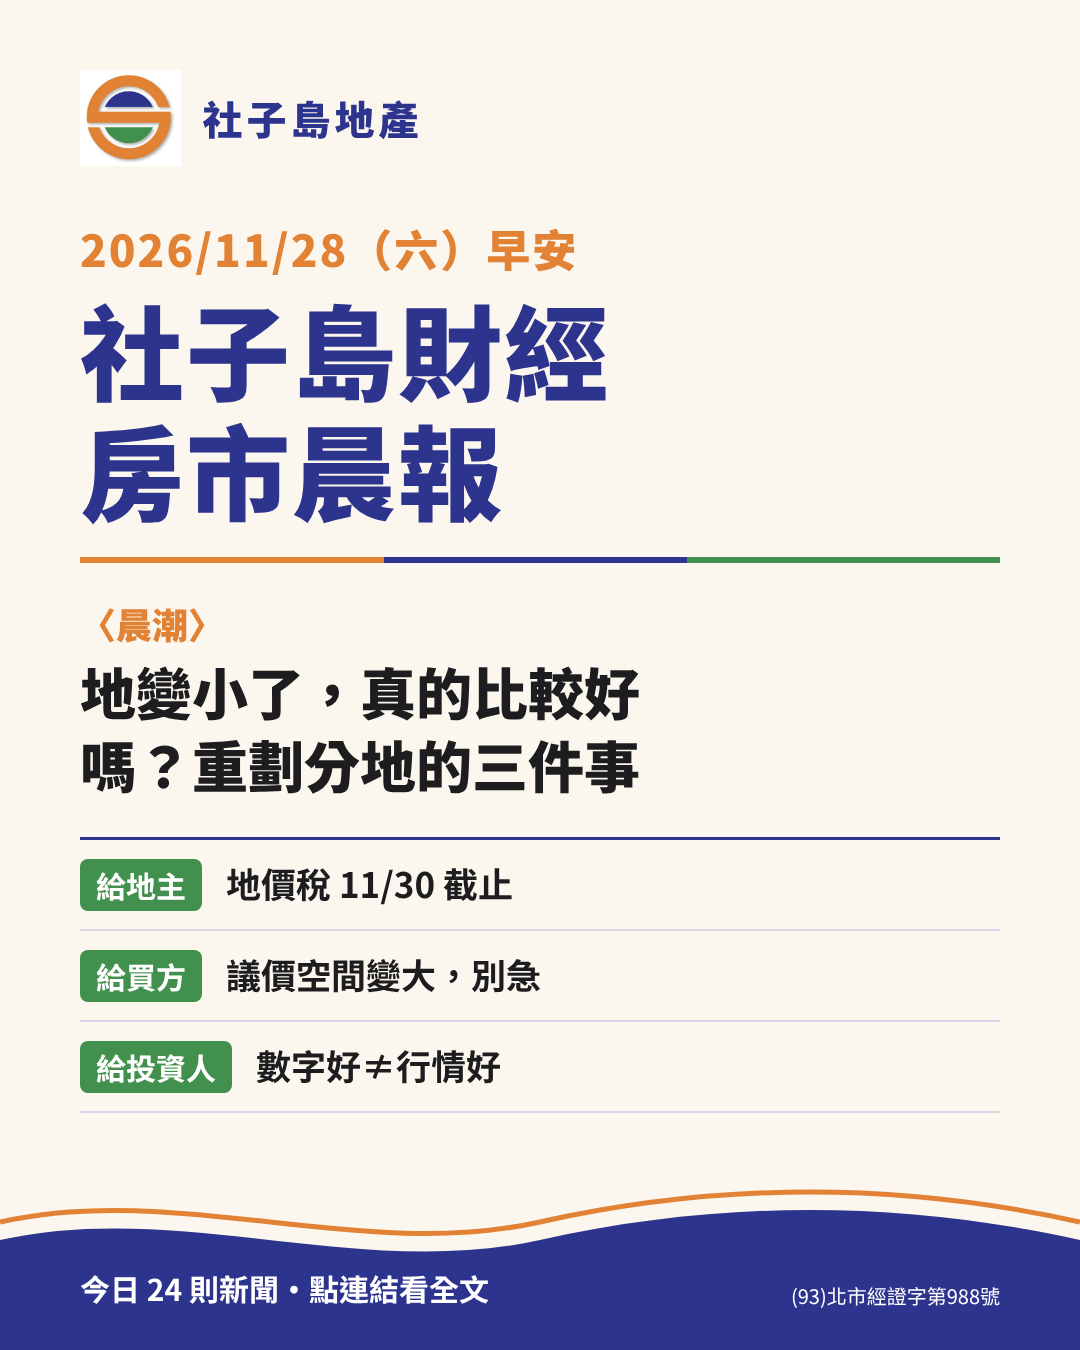 社子島地產
2026/11/28（六）早安
社子島財經
房市晨報
〈晨潮〉
地變小了，真的比較好
嗎？重劃分地的三件事
給地主 地價稅 11/30 截止
給買方 議價空間變大，別急
給投資人 數字好≠行情好
今日 24 則新聞・點連結看全文
(93)北市經證字第988號